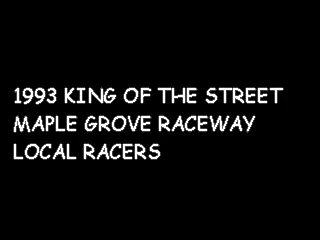 1993 KING OF THE STREET
MAPLE GROVE RACEWAY
LOCAL RACERS